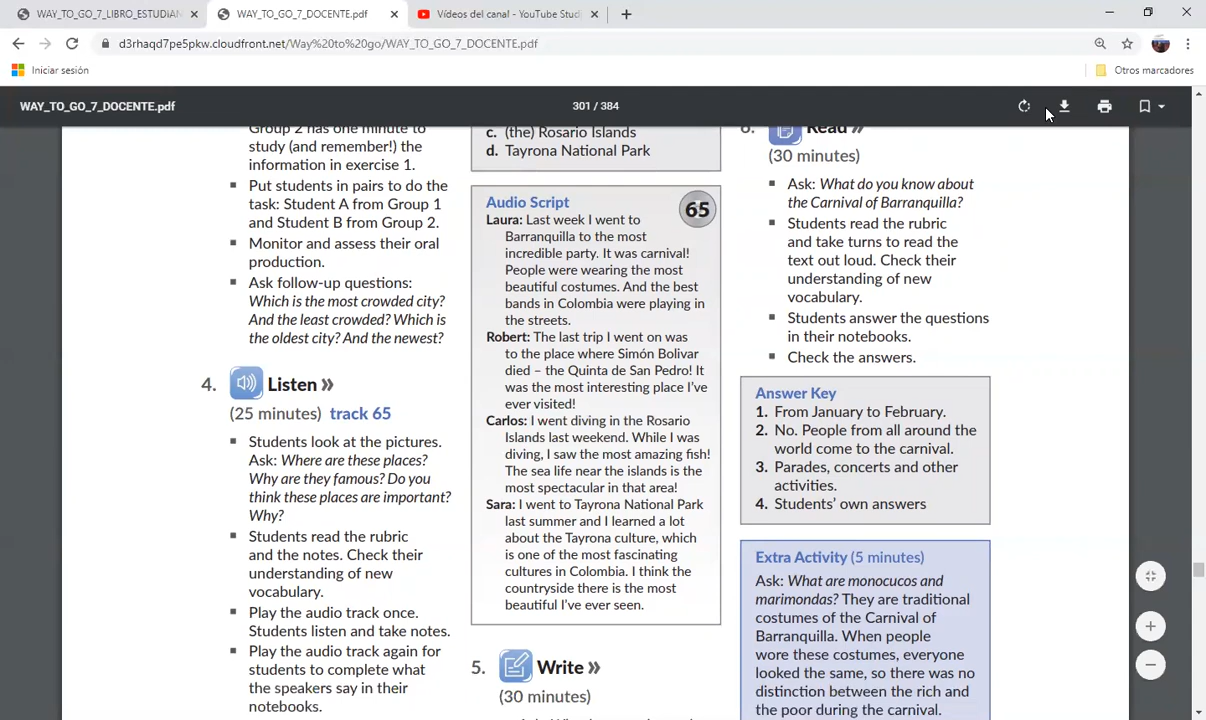 WAY_TO_GO_7_LIBRO_ESTUDIAN
WAY_TO_GO_7_DOCENTE.pdf
Vídeos del canal - YouTube Stud
d3rhaqd7pe5pkw.cloudfront.net/Way%20to%20go/WAY_TO_GO_7_DOCENTE.pdf
Iniciar sesión
Otros marcadores
WAY_TO_GO_7_DOCENTE.pdf
301 / 384
Group 2 has one minute to
study (and remember!) the
information in exercise 1.
Put students in pairs to do the
task: Student A from Group 1
and Student B from Group 2.
Monitor and assess their oral
production.
Ask follow-up questions:
Which is the most crowded city?
And the least crowded? Which is
the oldest city? And the newest?
4. Listen »
(25 minutes) track 65
Students look at the pictures.
Ask: Where are these places?
Why are they famous? Do you
think these places are important?
Why?
Students read the rubric
and the notes. Check their
understanding of new
vocabulary.
Play the audio track once.
Students listen and take notes.
Play the audio track again for
students to complete what
the speakers say in their
notebooks.
c. (the) Rosario Islands
d. Tayrona National Park
Audio Script
65
Laura: Last week I went to
Barranquilla to the most
incredible party. It was carnival!
People were wearing the most
beautiful costumes. And the best
bands in Colombia were playing in
the streets.
Robert: The last trip I went on was
to the place where Simón Bolivar
died – the Quinta de San Pedro! It
was the most interesting place I've
ever visited!
Carlos: I went diving in the Rosario
Islands last weekend. While I was
diving, I saw the most amazing fish!
The sea life near the islands is the
most spectacular in that area!
Sara: I went to Tayrona National Park
last summer and I learned a lot
about the Tayrona culture, which
is one of the most fascinating
cultures in Colombia. I think the
countryside there is the most
beautiful I've ever seen.
5. Write »
(30 minutes)
6. Read »
(30 minutes)
Ask: What do you know about
the Carnival of Barranquilla?
Students read the rubric
and take turns to read the
text out loud. Check their
understanding of new
vocabulary.
Students answer the questions
in their notebooks.
Check the answers.
Answer Key
1. From January to February.
2. No. People from all around the
world come to the carnival.
3. Parades, concerts and other
activities.
4. Students' own answers
Extra Activity (5 minutes)
Ask: What are monocucos and
marimondas? They are traditional
costumes of the Carnival of
Barranquilla. When people
wore these costumes, everyone
looked the same, so there was no
distinction between the rich and
the poor during the carnival.